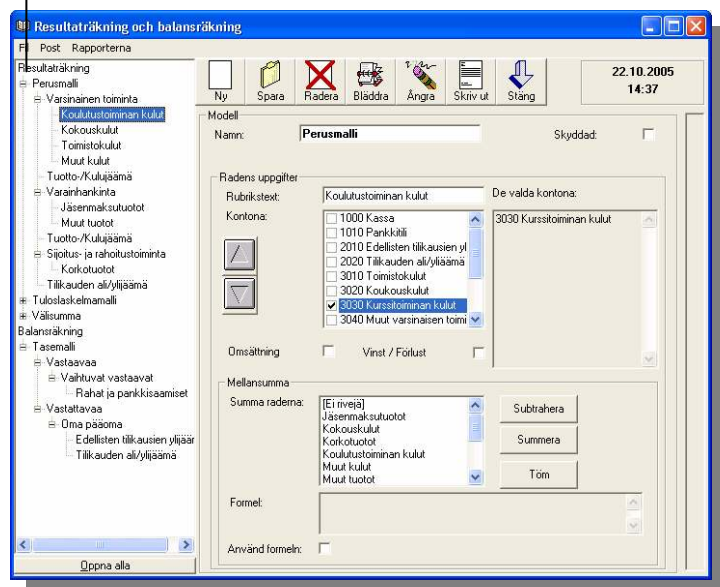 Resultaträkning och balansräkning
Fil Post Rapporterna
Resultaträkning
Perusmalli
Varsinainen toiminta
Koulutustoiminan kulut
Kokouskulut
Toimistokulut
Muut kulut
Tuotto-/Kulujäämä
Varainhankinta
Jäsenmaksutuotot
Muut tuotot
Tuotto-/Kulujäämä
Sijoitus- ja rahoitustoiminta
Korkotuotot
Tilikauden ali/yliäämä
Tuloslaskelmamalli
Välisumma
Balansräkning
Tasemalli
Vastaavaa
Vaihtuvat vastaavat
Rahat ja pankkisaamiset
Vastattavaa
Oma pääoma
Edellisten tilikausien ylijäär
Tilikauden ali/ylijäämä
Öppna alla
Ny Spara Radera Bläddra Ångra Skriv ut Stäng
22.10.2005
14:37
Modell
Namn: Perusmalli Skyddad:
Radens uppgifter
Rubrikstext: Koulutustoiminan kulut De valda kontona:
Kontona:
1000 Kassa
1010 Pankkitili
2010 Edellisten tilikausien yl
2020 Tilikauden ali/yliäämä
3010 Toimistokulut
3020 Koukouskulut
3030 Kurssitoiminan kulut
3040 Muut varsinaisen toimi
3030 Kurssitoiminan kulut
Omsättning Vinst / Förlust
Mellansumma
Summa raderna:
[Ei rivejä]
Jäsenmaksutuotot
Kokouskulut
Korkotuotot
Koulutustoiminan kulut
Muut kulut
Muut tuotot
Subtrahera
Summera
Töm
Formel:
Använd formeln: